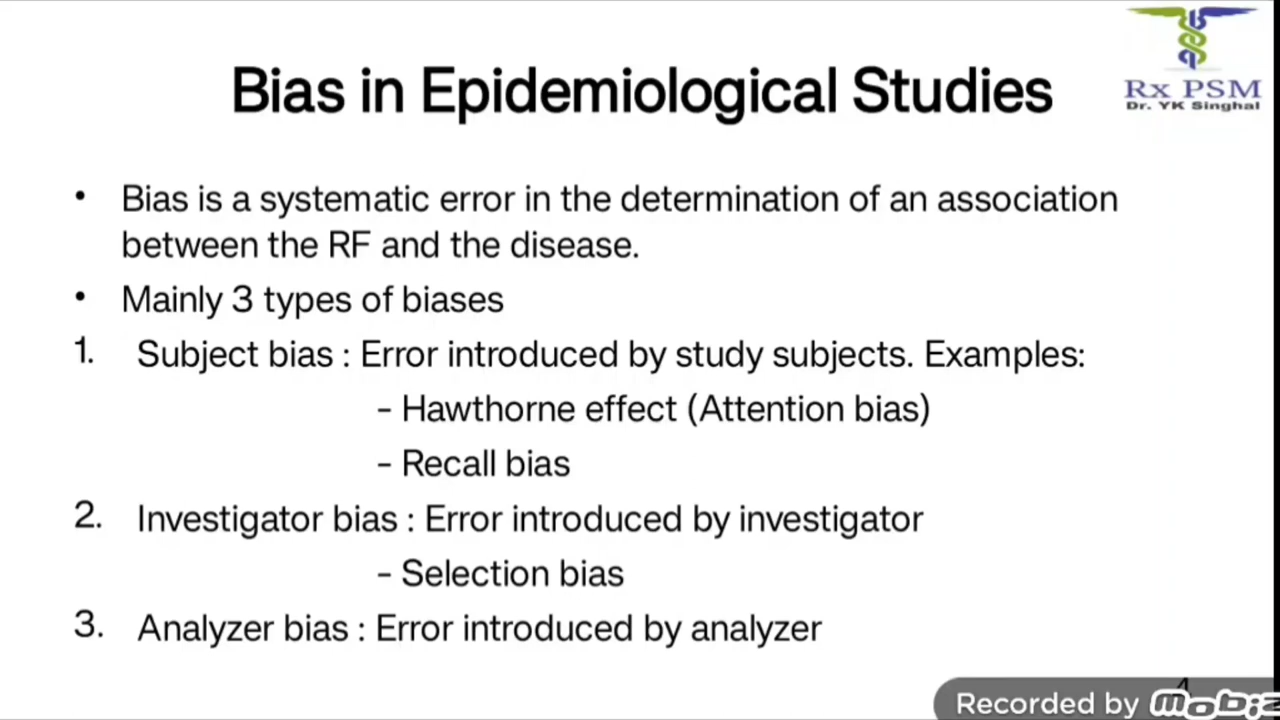 Rx PSM
Dr. YK Singhal
Bias in Epidemiological Studies
• Bias is a systematic error in the determination of an association
between the RF and the disease.
• Mainly 3 types of biases
1. Subject bias : Error introduced by study subjects. Examples:
– Hawthorne effect (Attention bias)
– Recall bias
2. Investigator bias : Error introduced by investigator
– Selection bias
3. Analyzer bias : Error introduced by analyzer
4
Recorded by